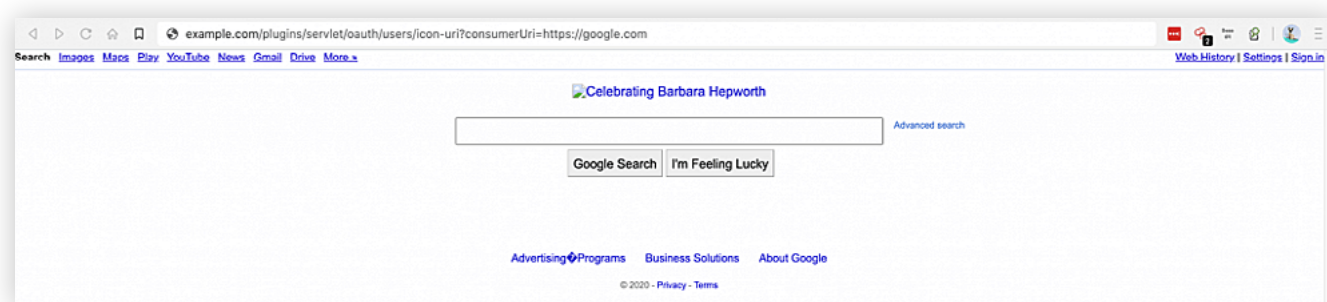 example.com/plugins/servlet/oauth/users/icon-uri?consumerUri=https://google.com
Search Images Maps Play YouTube News Gmail Drive More »
Web History | Settings | Sign in
Celebrating Barbara Hepworth
Advanced search
Google Search I'm Feeling Lucky
Advertising�Programs Business Solutions About Google
© 2020 - Privacy - Terms